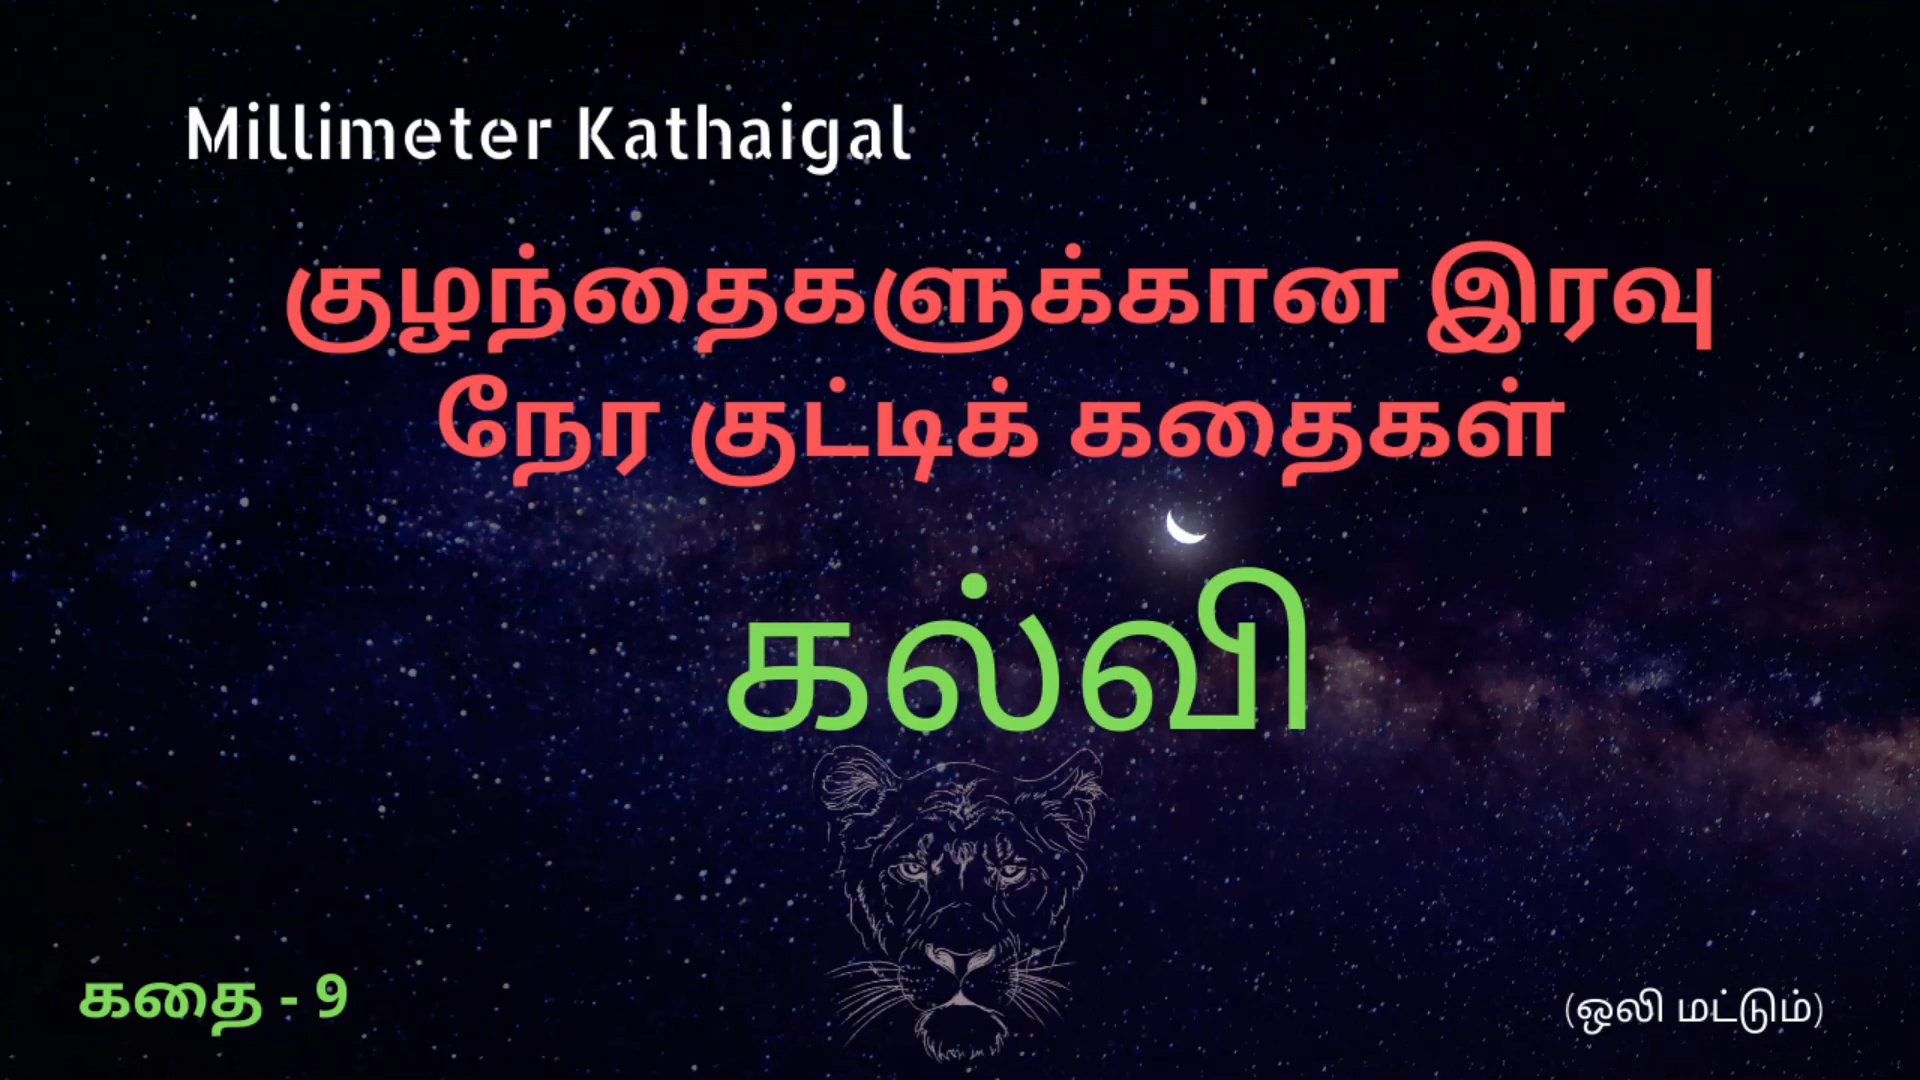 Millimeter Kathaigal
குழந்தைகளுக்கான இரவு
நேர குட்டிக் கதைகள்
கல்வி
கதை - 9
(ஒலி மட்டும்)